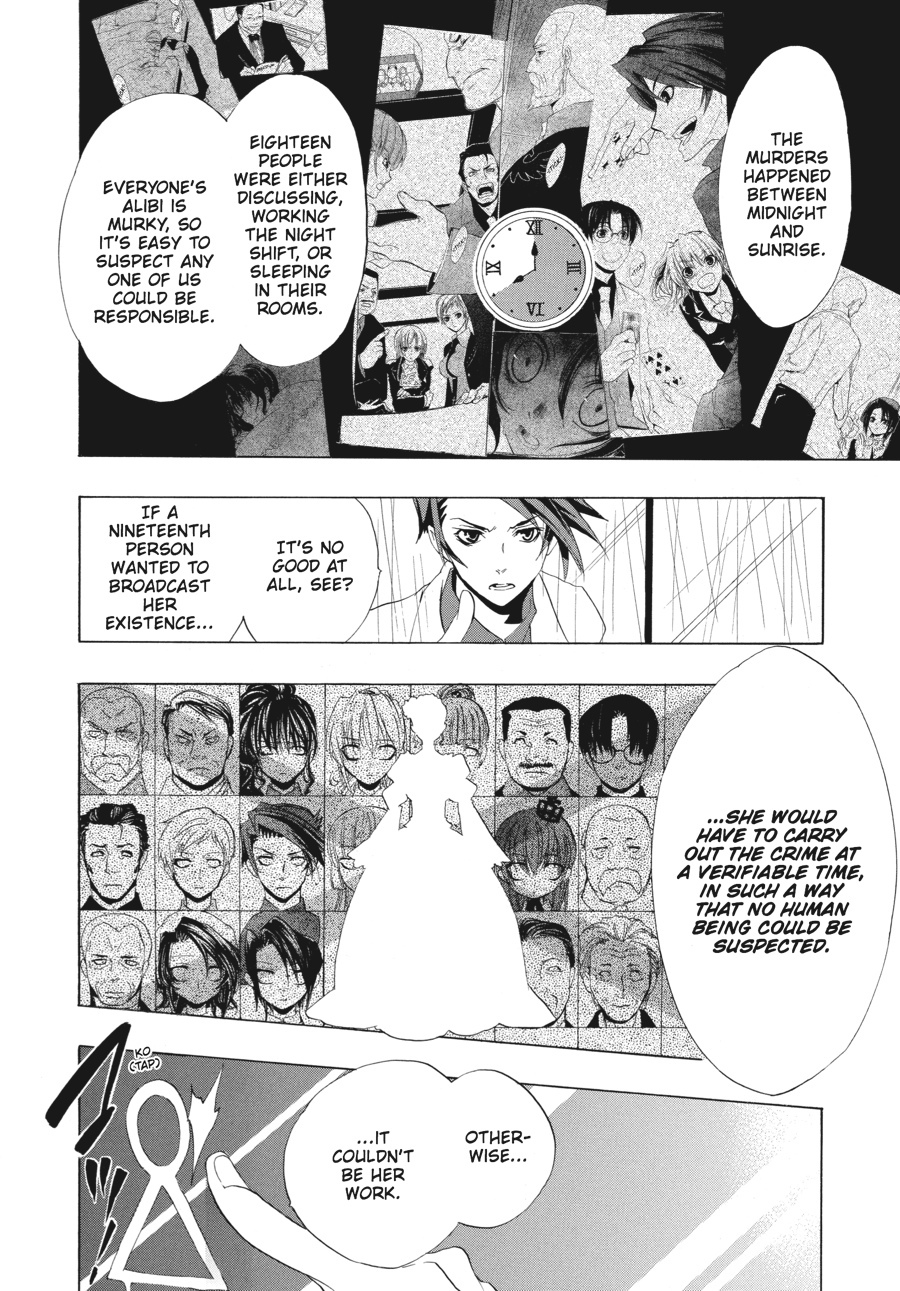 THE
MURDERS
HAPPENED
BETWEEN
MIDNIGHT
AND
SUNRISE.
EIGHTEEN
PEOPLE
WERE EITHER
DISCUSSING,
WORKING
THE NIGHT
SHIFT, OR
SLEEPING
IN THEIR
ROOMS.
EVERYONE'S
ALIBI IS
MURKY, SO
IT'S EASY TO
SUSPECT ANY
ONE OF US
COULD BE
RESPONSIBLE.
XII
III
VI
IX
IT'S NO
GOOD AT
ALL, SEE?
IF A
NINETEENTH
PERSON
WANTED TO
BROADCAST
HER
EXISTENCE...
...SHE WOULD
HAVE TO CARRY
OUT THE CRIME AT
A VERIFIABLE TIME,
IN SUCH A WAY
THAT NO HUMAN
BEING COULD BE
SUSPECTED.
OTHER-
WISE...
...IT
COULDN'T
BE HER
WORK.
KO
(TAP)